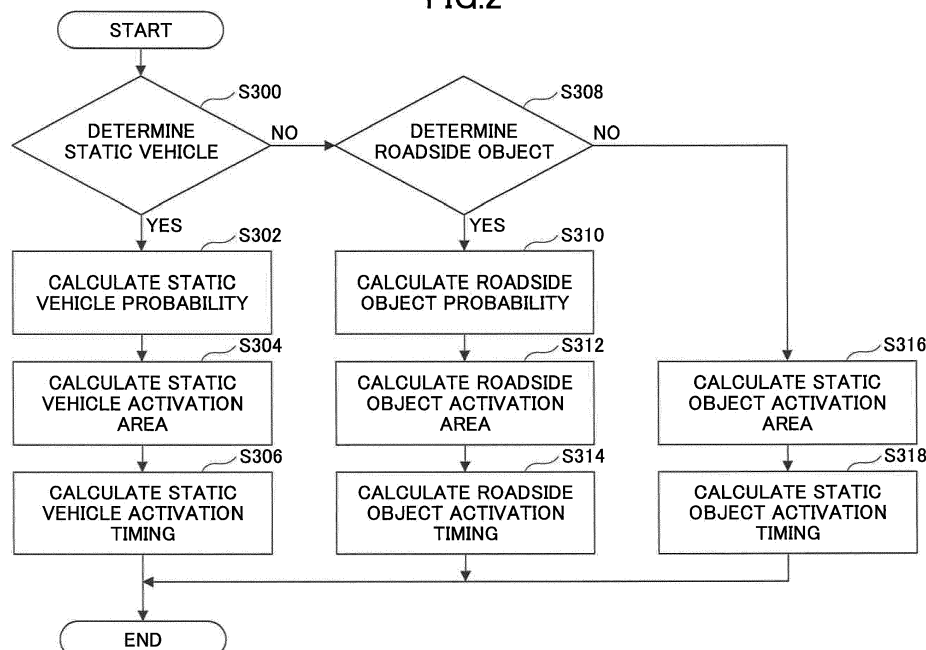 FIG.2
START
S300
DETERMINE
STATIC VEHICLE
NO
YES
S308
DETERMINE
ROADSIDE OBJECT
NO
YES
S302
CALCULATE STATIC
VEHICLE PROBABILITY
S310
CALCULATE ROADSIDE
OBJECT PROBABILITY
S304
CALCULATE STATIC
VEHICLE ACTIVATION
AREA
S312
CALCULATE ROADSIDE
OBJECT ACTIVATION
AREA
S316
CALCULATE STATIC
OBJECT ACTIVATION
AREA
S306
CALCULATE STATIC
VEHICLE ACTIVATION
TIMING
S314
CALCULATE ROADSIDE
OBJECT ACTIVATION
TIMING
S318
CALCULATE STATIC
OBJECT ACTIVATION
TIMING
END